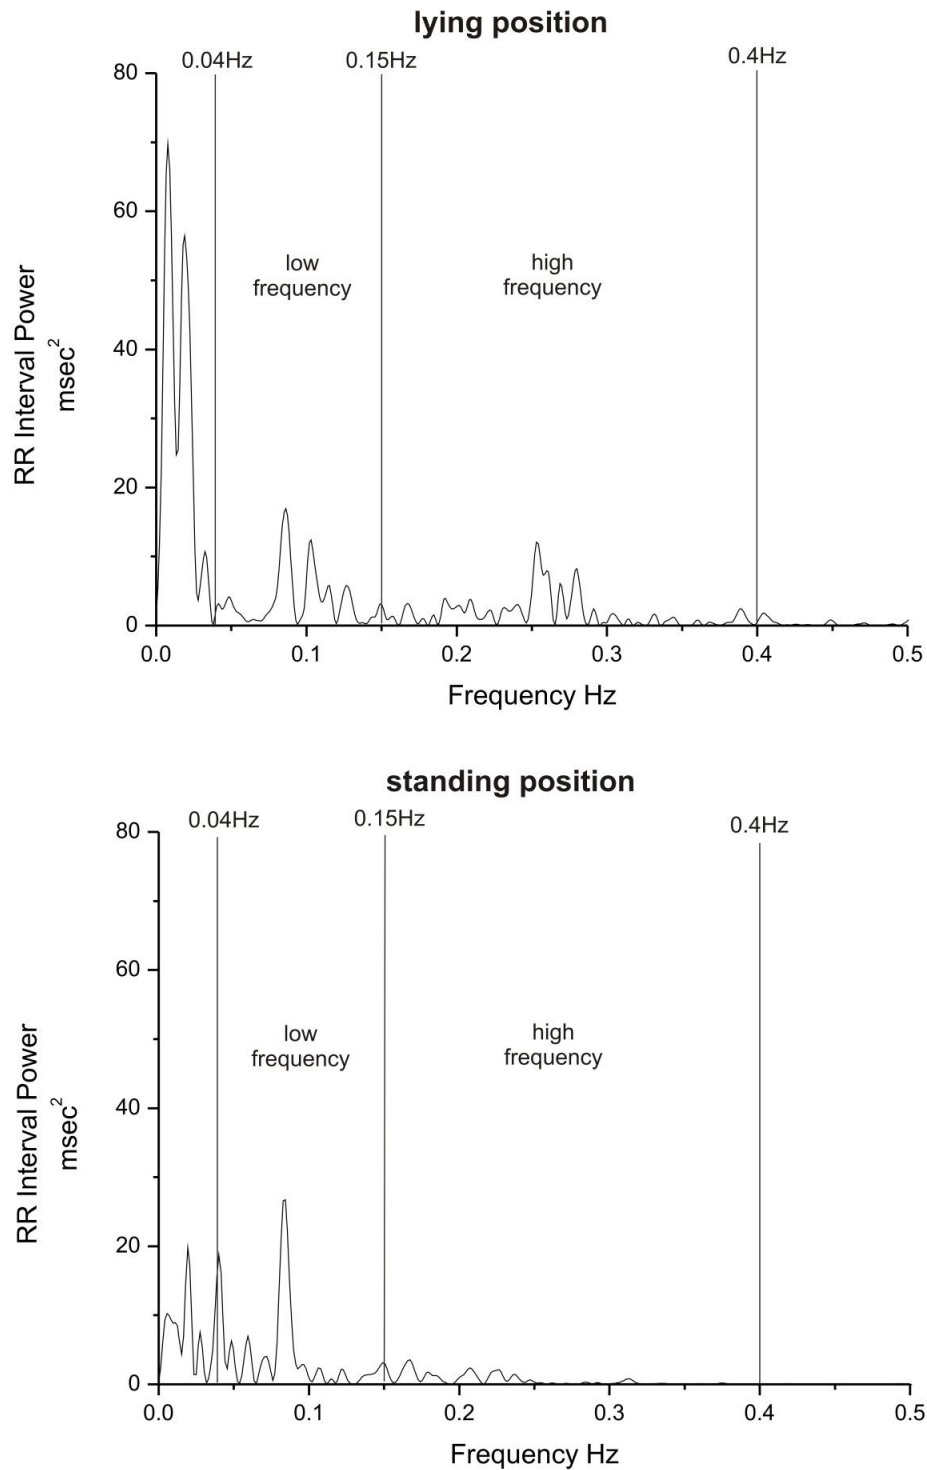 lying position
0.04Hz
0.15Hz
0.4Hz
80
60
40
20
0
low
frequency
high
frequency
RR Interval Power
msec²
0.0
0.1
0.2
0.3
0.4
0.5
Frequency Hz
standing position
0.04Hz
0.15Hz
0.4Hz
80
60
40
20
0
low
frequency
high
frequency
RR Interval Power
msec²
0.0
0.1
0.2
0.3
0.4
0.5
Frequency Hz